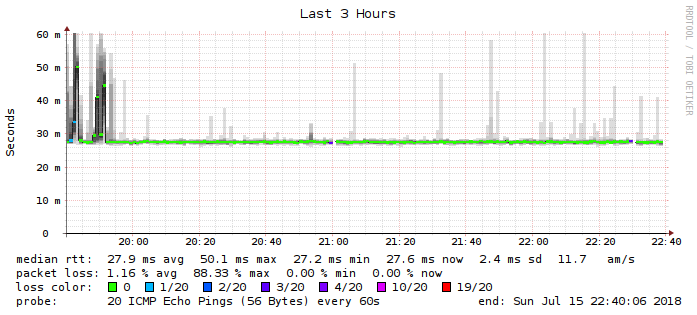 Last 3 Hours
RRDTOOL / TOBI OETIKER
Seconds
60 m
50 m
40 m
30 m
20 m
10 m
0
20:00 20:20 20:40 21:00 21:20 21:40 22:00 22:20 22:40
median rtt: 27.9 ms avg 50.1 ms max 27.2 ms min 27.6 ms now 2.4 ms sd 11.7 am/s
packet loss: 1.16 % avg 88.33 % max 0.00 % min 0.00 % now
loss color: 0 1/20 2/20 3/20 4/20 10/20 19/20
probe: 20 ICMP Echo Pings (56 Bytes) every 60s end: Sun Jul 15 22:40:06 2018